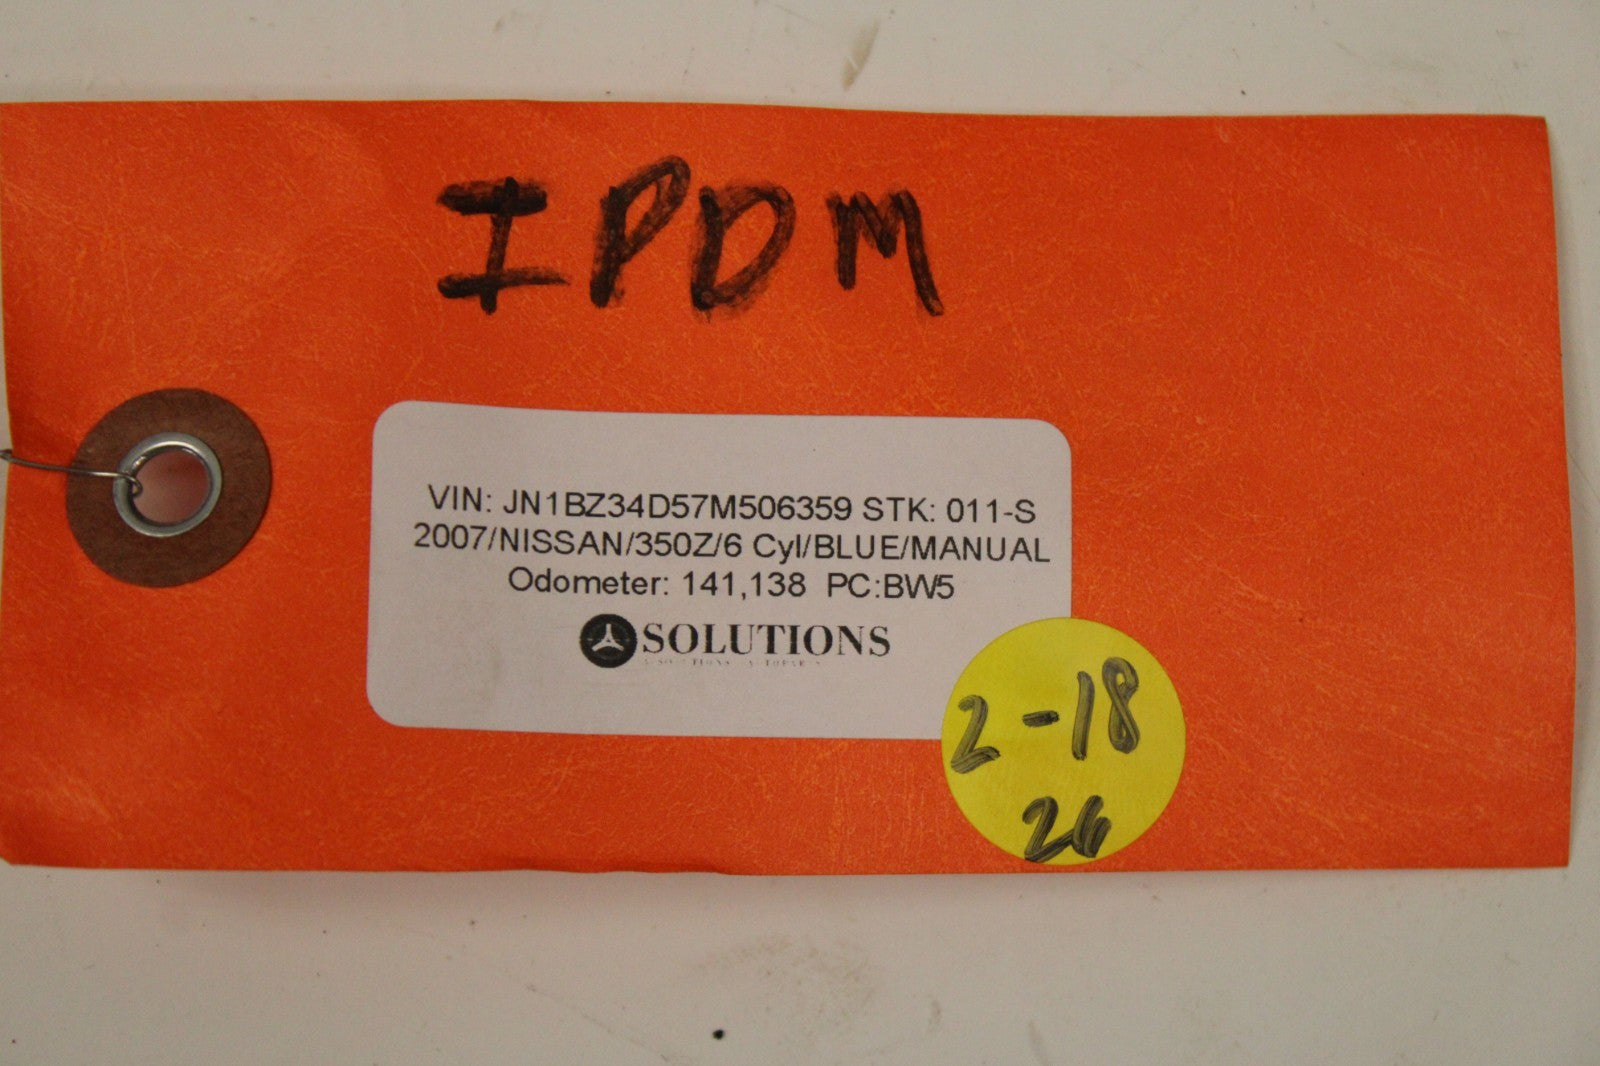 IPDM
VIN: JN1BZ34D57M506359 STK: 011-S
2007/NISSAN/350Z/6 Cyl/BLUE/MANUAL
Odometer: 141,138 PC:BW5
SOLUTIONS
2-18
26